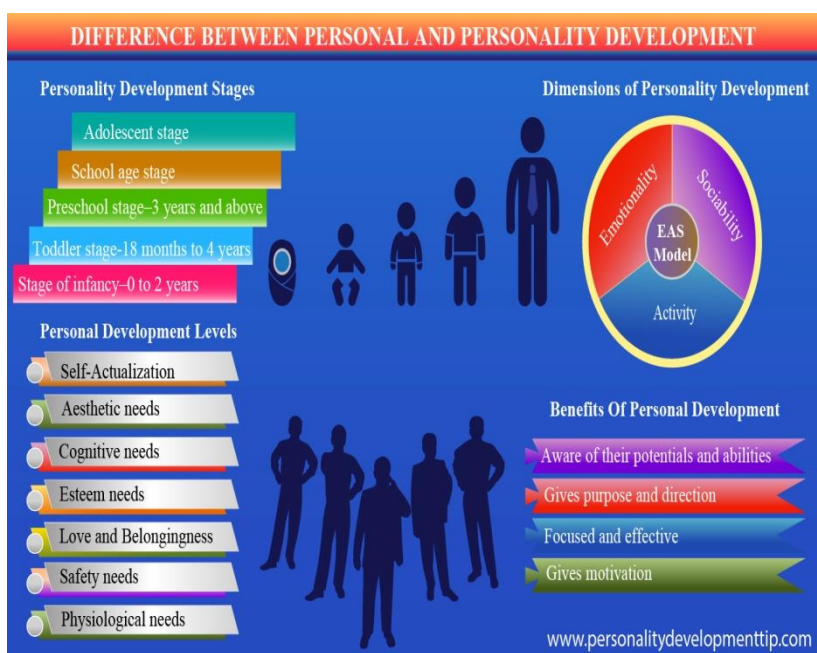 DIFFERENCE BETWEEN PERSONAL AND PERSONALITY DEVELOPMENT
Personality Development Stages
Adolescent stage
School age stage
Preschool stage–3 years and above
Toddler stage-18 months to 4 years
Stage of infancy–0 to 2 years
Dimensions of Personality Development
Emotionality
Sociability
EAS
Model
Activity
Personal Development Levels
Self-Actualization
Aesthetic needs
Cognitive needs
Esteem needs
Love and Belongingness
Safety needs
Physiological needs
Benefits Of Personal Development
Aware of their potentials and abilities
Gives purpose and direction
Focused and effective
Gives motivation
www.personalitydevelopmenttip.com